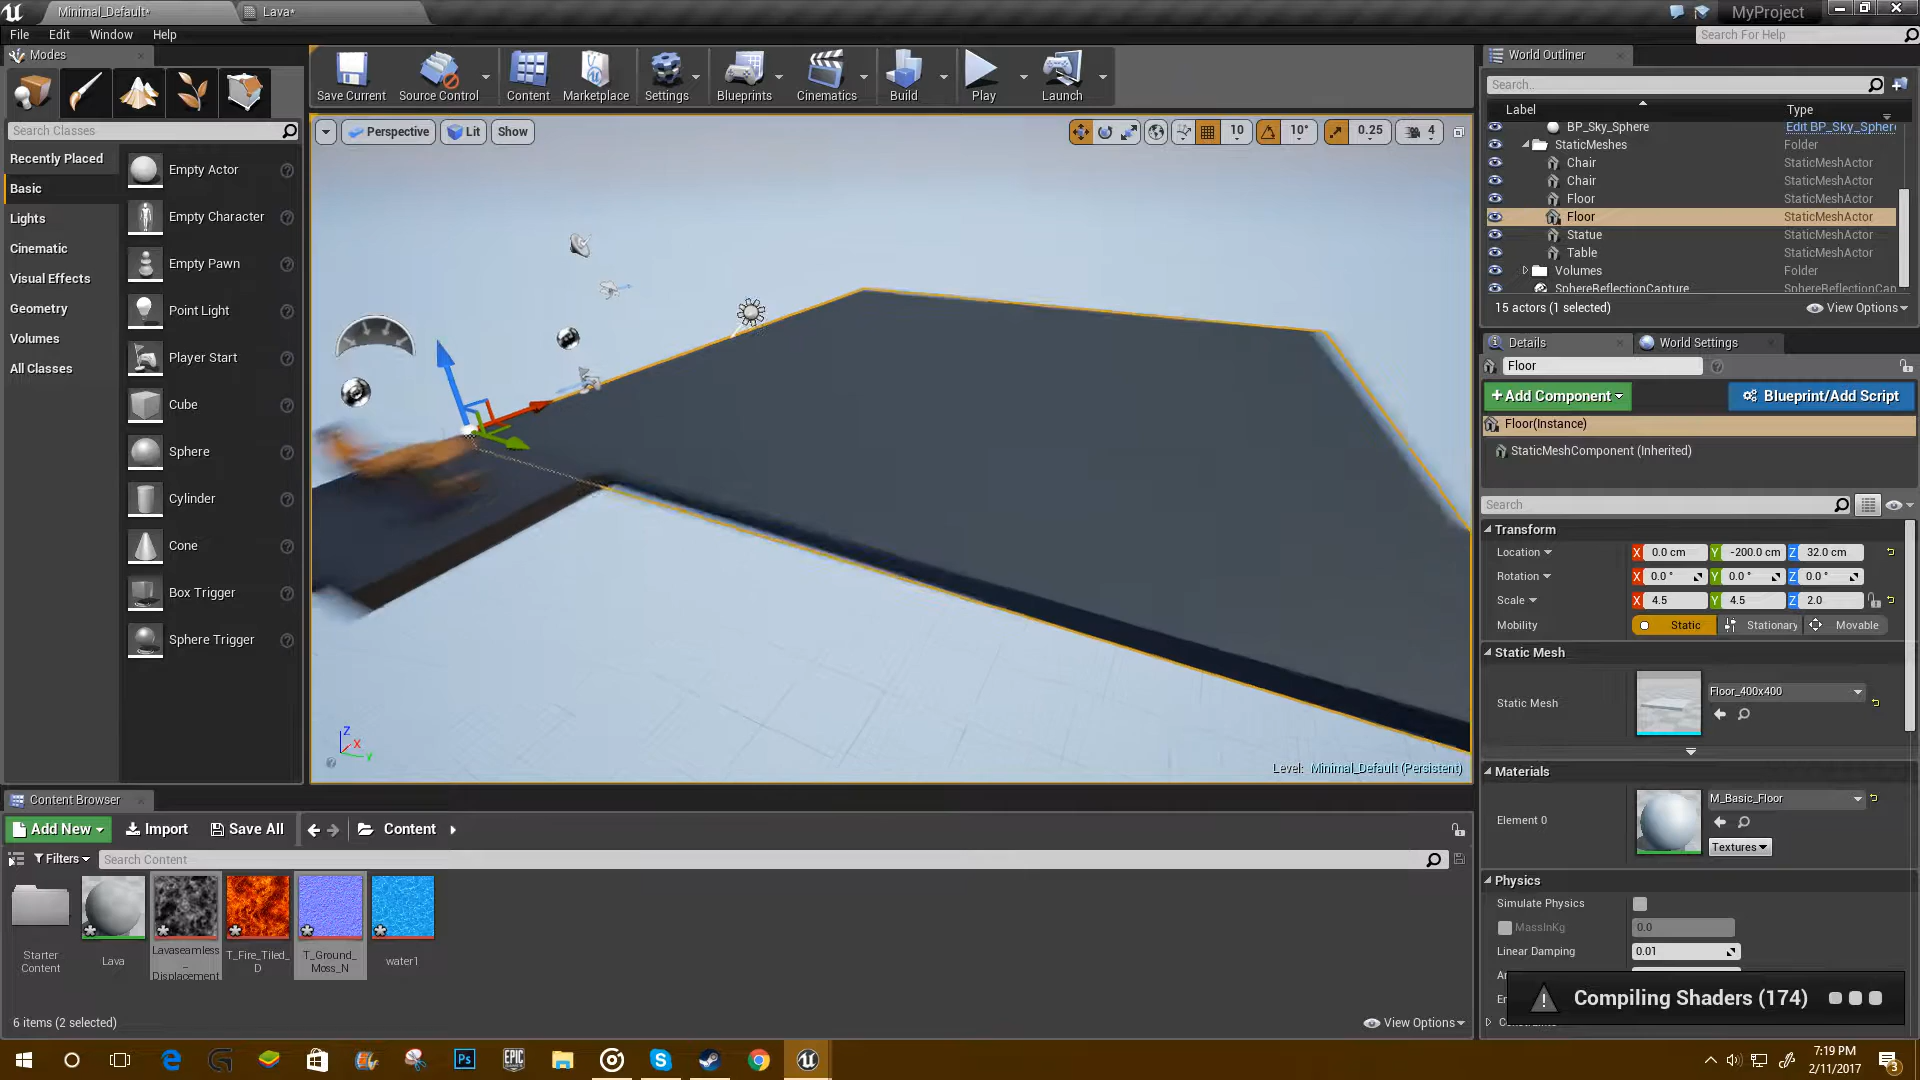 Minimal_Default*
Lava*
MyProject
File
Edit
Window
Help
Search For Help
Modes
Search Classes
Recently Placed
Basic
Lights
Cinematic
Visual Effects
Geometry
Volumes
All Classes
Empty Actor
Empty Character
Empty Pawn
Point Light
Player Start
Cube
Sphere
Cylinder
Cone
Box Trigger
Sphere Trigger
Save Current
Source Control
Content
Marketplace
Settings
Blueprints
Cinematics
Build
Play
Launch
Perspective
Lit
Show
10
10°
0.25
4
Z
X
Y
Level: Minimal_Default (Persistent)
World Outliner
Search...
Label Type
BP_Sky_Sphere Edit BP_Sky_Sphere
StaticMeshes Folder
Chair StaticMeshActor
Chair StaticMeshActor
Floor StaticMeshActor
Floor StaticMeshActor
Statue StaticMeshActor
Table StaticMeshActor
Volumes Folder
SphereReflectionCapture SphereReflectionCap
15 actors (1 selected)
View Options
Details
World Settings
Floor
+Add Component
Blueprint/Add Script
Floor(Instance)
StaticMeshComponent (Inherited)
Search
Transform
Location X 0.0 cm Y -200.0 cm Z 32.0 cm
Rotation X 0.0 ° Y 0.0 ° Z 0.0 °
Scale X 4.5 Y 4.5 Z 2.0
Mobility Static Stationary Movable
Static Mesh
Static Mesh
Floor_400x400
Materials
Element 0
M_Basic_Floor
Textures
Physics
Simulate Physics
MassInKg 0.0
Linear Damping 0.01
Compiling Shaders (174)
Content Browser
Add New
Import
Save All
Content
Filters
Search Content
Starter
Content
Lava
Lavaseamless
_
Displacement
T_Fire_Tiled_
D
T_Ground_
Moss_N
water1
6 items (2 selected)
View Options
Ps
EPIC
GAMES
7:19 PM
2/11/2017
3